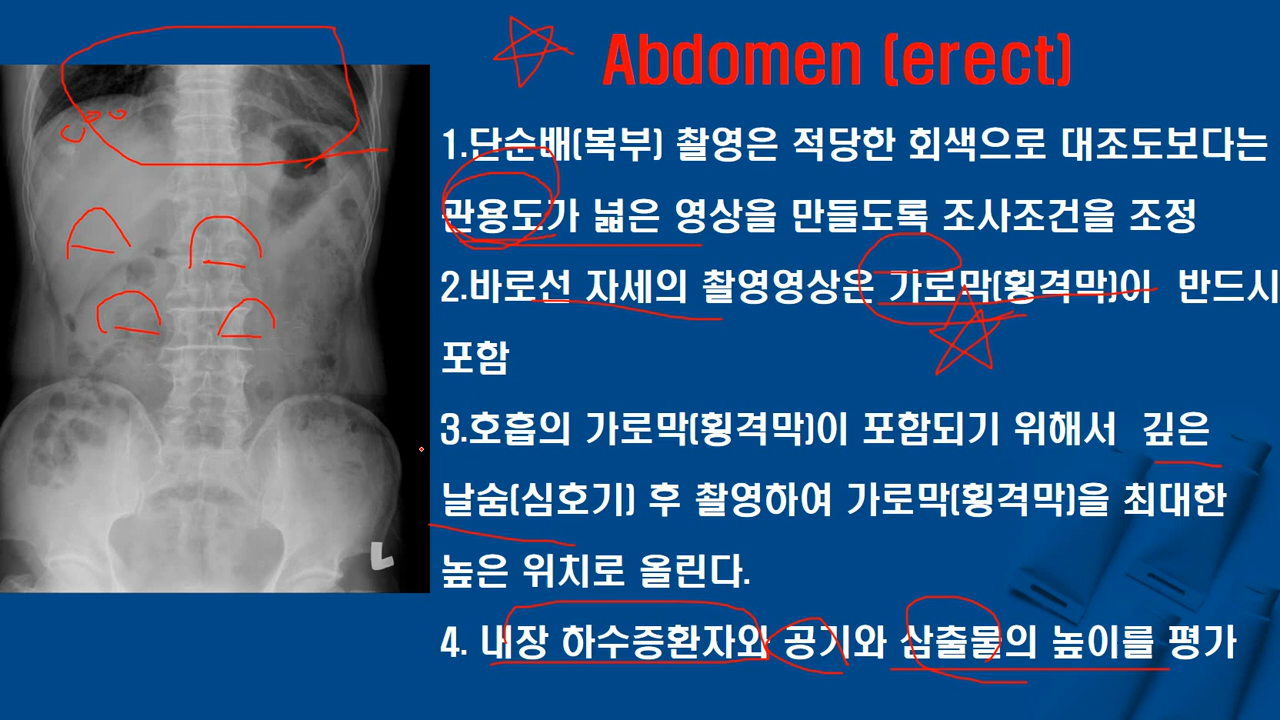 Abdomen (erect)
1.단순배(복부) 촬영은 적당한 회색으로 대조도보다는
관용도가 넓은 영상을 만들도록 조사조건을 조정
2.바로선 자세의 촬영영상은 가로막(횡격막)이 반드시
포함
3.호흡의 가로막(횡격막)이 포함되기 위해서 깊은
날숨(심호기) 후 촬영하여 가로막(횡격막)을 최대한
높은 위치로 올린다.
L
4. 내장 하수증환자와 공기와 삼출물의 높이를 평가